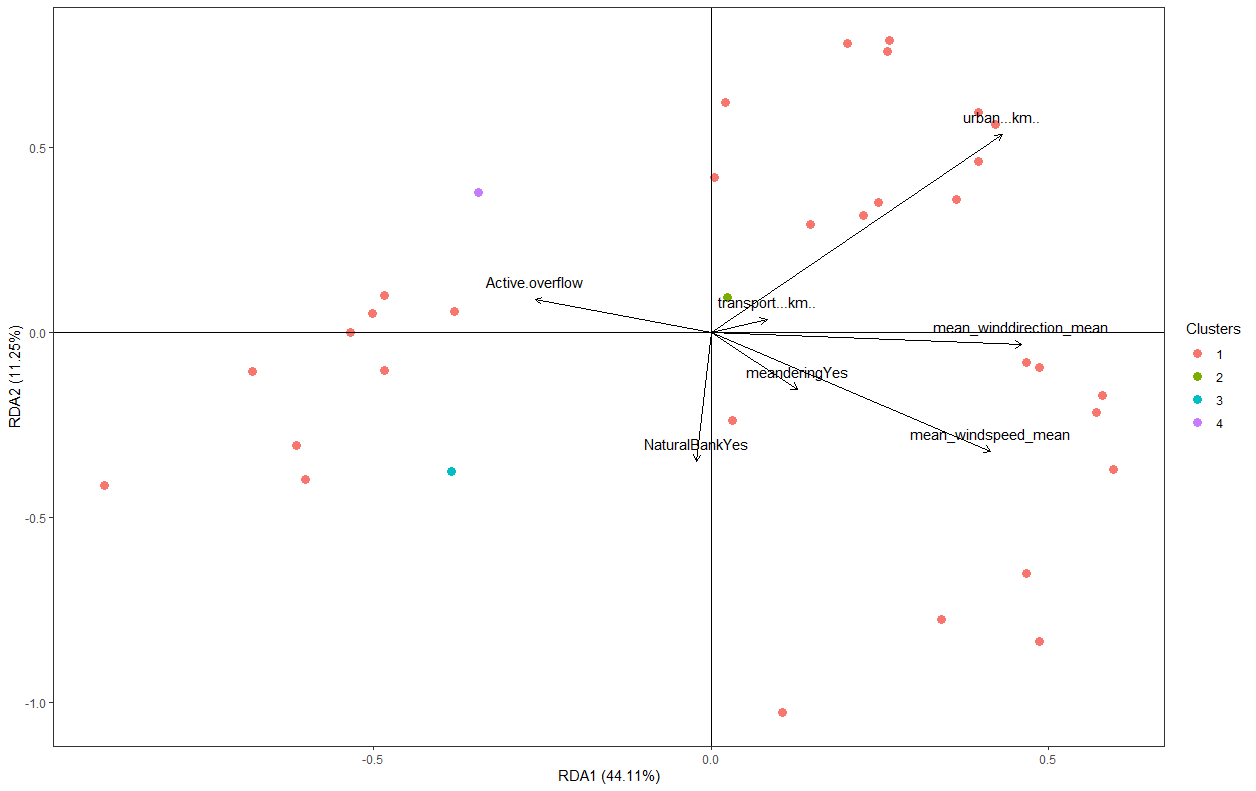 urban...km..
0.5
Active.overflow
transport...km..
mean_winddirection_mean
0.0
meanderingYes
mean_windspeed_mean
NaturalBankYes
-0.5
-1.0
RDA2 (11.25%)
-0.5
0.0
0.5
RDA1 (44.11%)
Clusters
1
2
3
4